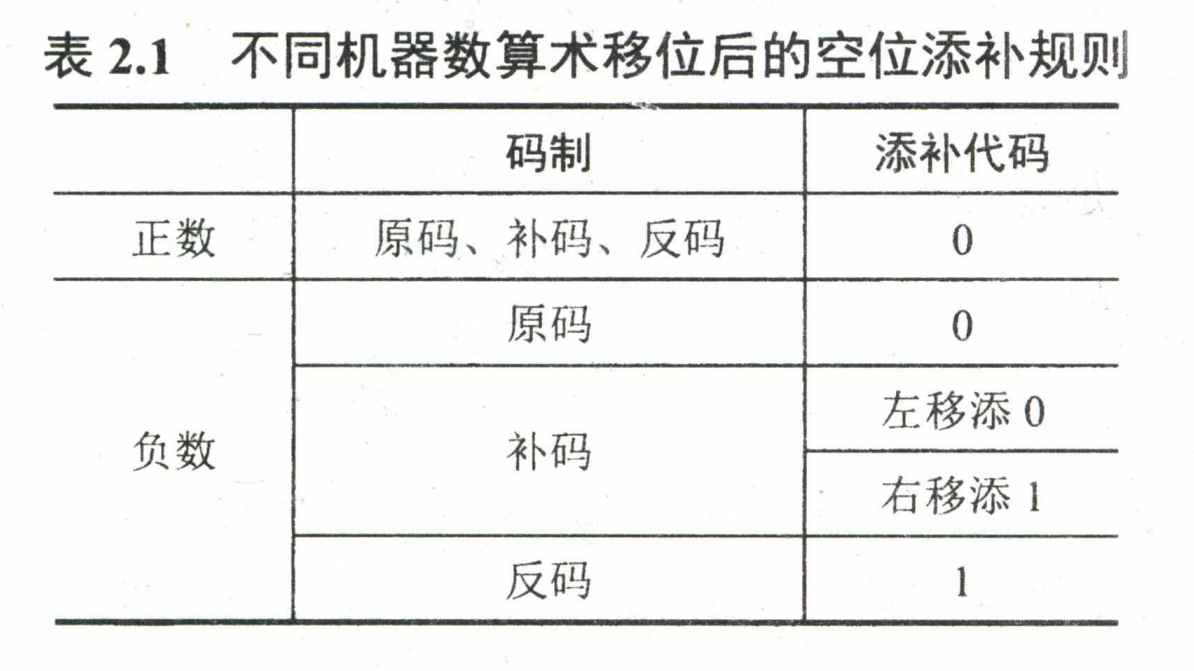 表 2.1 不同机器数算术移位后的空位添补规则
码制 添补代码
正数 原码、补码、反码 0
原码 0
左移添 0
负数 补码
右移添 1
反码 1